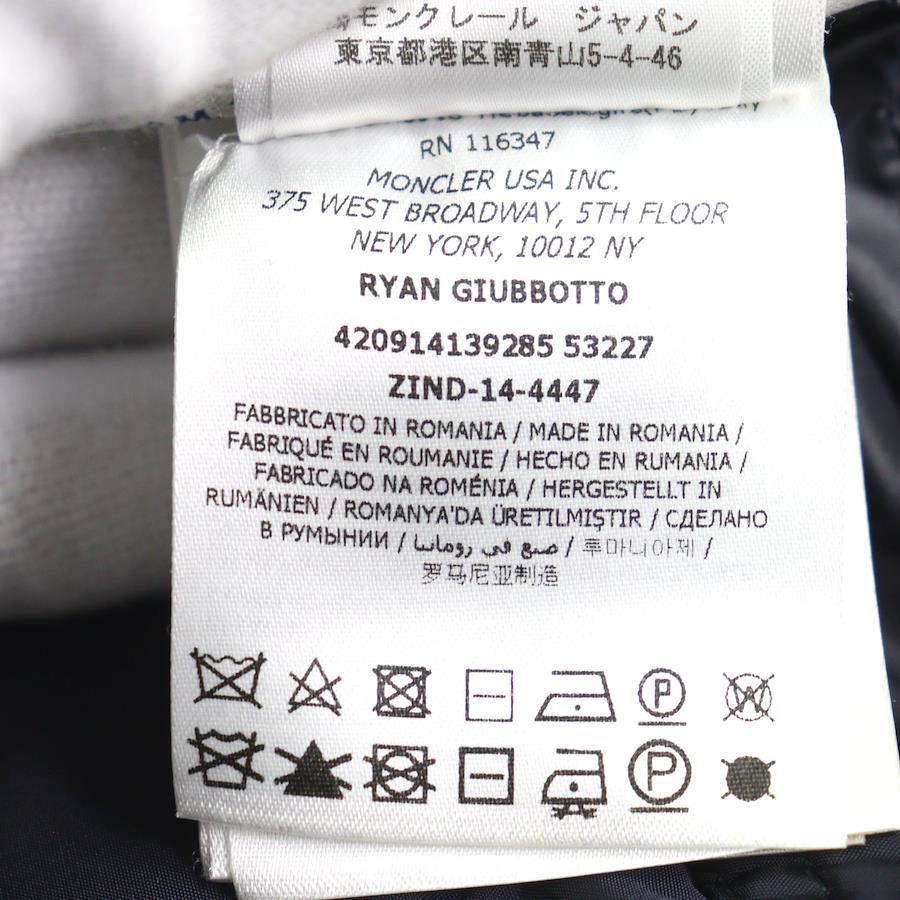 モンクレール ジャパン
東京都港区南青山5-4-46
RN 116347
MONCLER USA INC.
375 WEST BROADWAY, 5TH FLOOR
NEW YORK, 10012 NY
RYAN GIUBBOTTO
420914139285 53227
ZIND-14-4447
FABBRICATO IN ROMANIA / MADE IN ROMANIA /
FABRIQUÉ EN ROUMANIE / HECHO EN RUMANIA /
FABRICADO NA ROMÉNIA / HERGESTELLT IN
RUMÄNIEN / ROMANYA'DA ÜRETILMIŞTIR / СДЕЛАНО
В РУМЫНИИ / صنع في رومانيا / 루마니아제 /
罗马尼亚制造
P
W
P